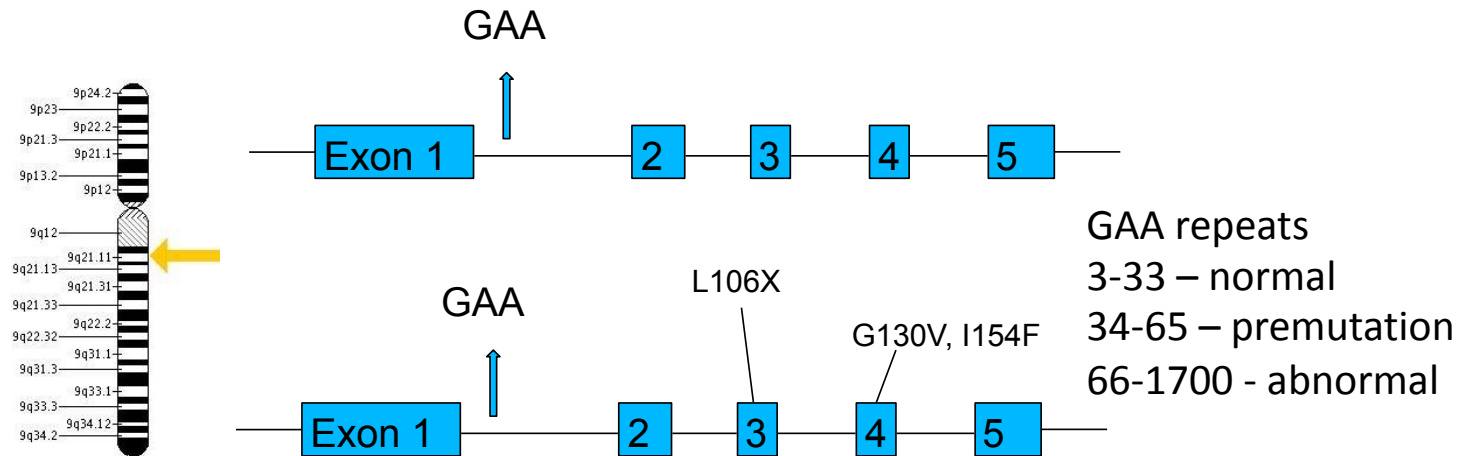 9p24.2
9p23
9p22.2
9p21.3
9p21.1
9p13.2
9p12
9q12
9q21.11
9q21.13
9q21.31
9q21.33
9q22.2
9q22.32
9q31.1
9q31.3
9q33.1
9q33.3
9q34.12
9q34.2
GAA
Exon 1 2 3 4 5
GAA
L106X
G130V, I154F
Exon 1 2 3 4 5
GAA repeats
3-33 – normal
34-65 – premutation
66-1700 - abnormal